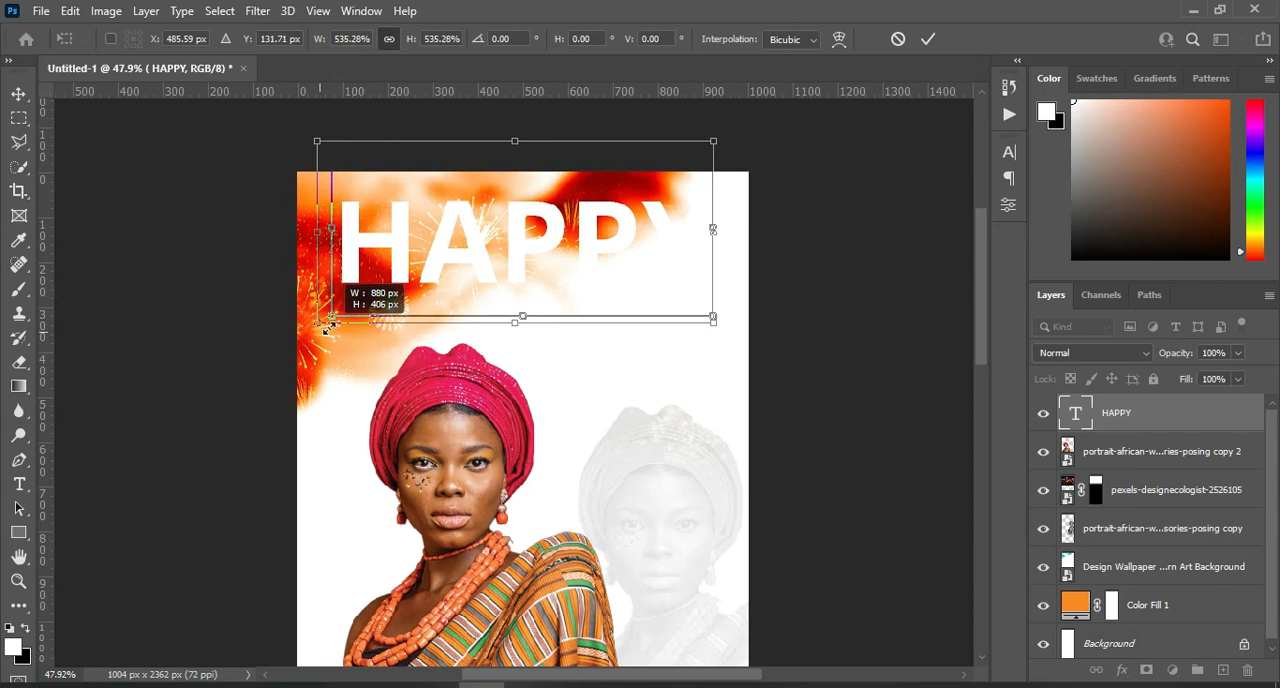 Ps File Edit Image Layer Type Select Filter 3D View Window Help
X: 485.59 px Y: 131.71 px W: 535.28% H: 535.28% 0.00 ° H: 0.00 ° V: 0.00 ° Interpolation: Bicubic
Untitled-1 @ 47.9% ( HAPPY, RGB/8) * ×
500 400 300 200 100 0 100 200 300 400 500 600 700 800 900 1000 1100 1200 1300 1400
Color Swatches Gradients Patterns
HAPPY
W : 880 px
H : 406 px
Layers Channels Paths
Kind
Normal Opacity: 100%
Lock: Fill: 100%
T HAPPY
portrait-african-w...ries-posing copy 2
pexels-designecologist-2526105
portrait-african-w...sories-posing copy
Design Wallpaper ...rn Art Background
Color Fill 1
Background
47.92% 1004 px x 2362 px (72 ppi)